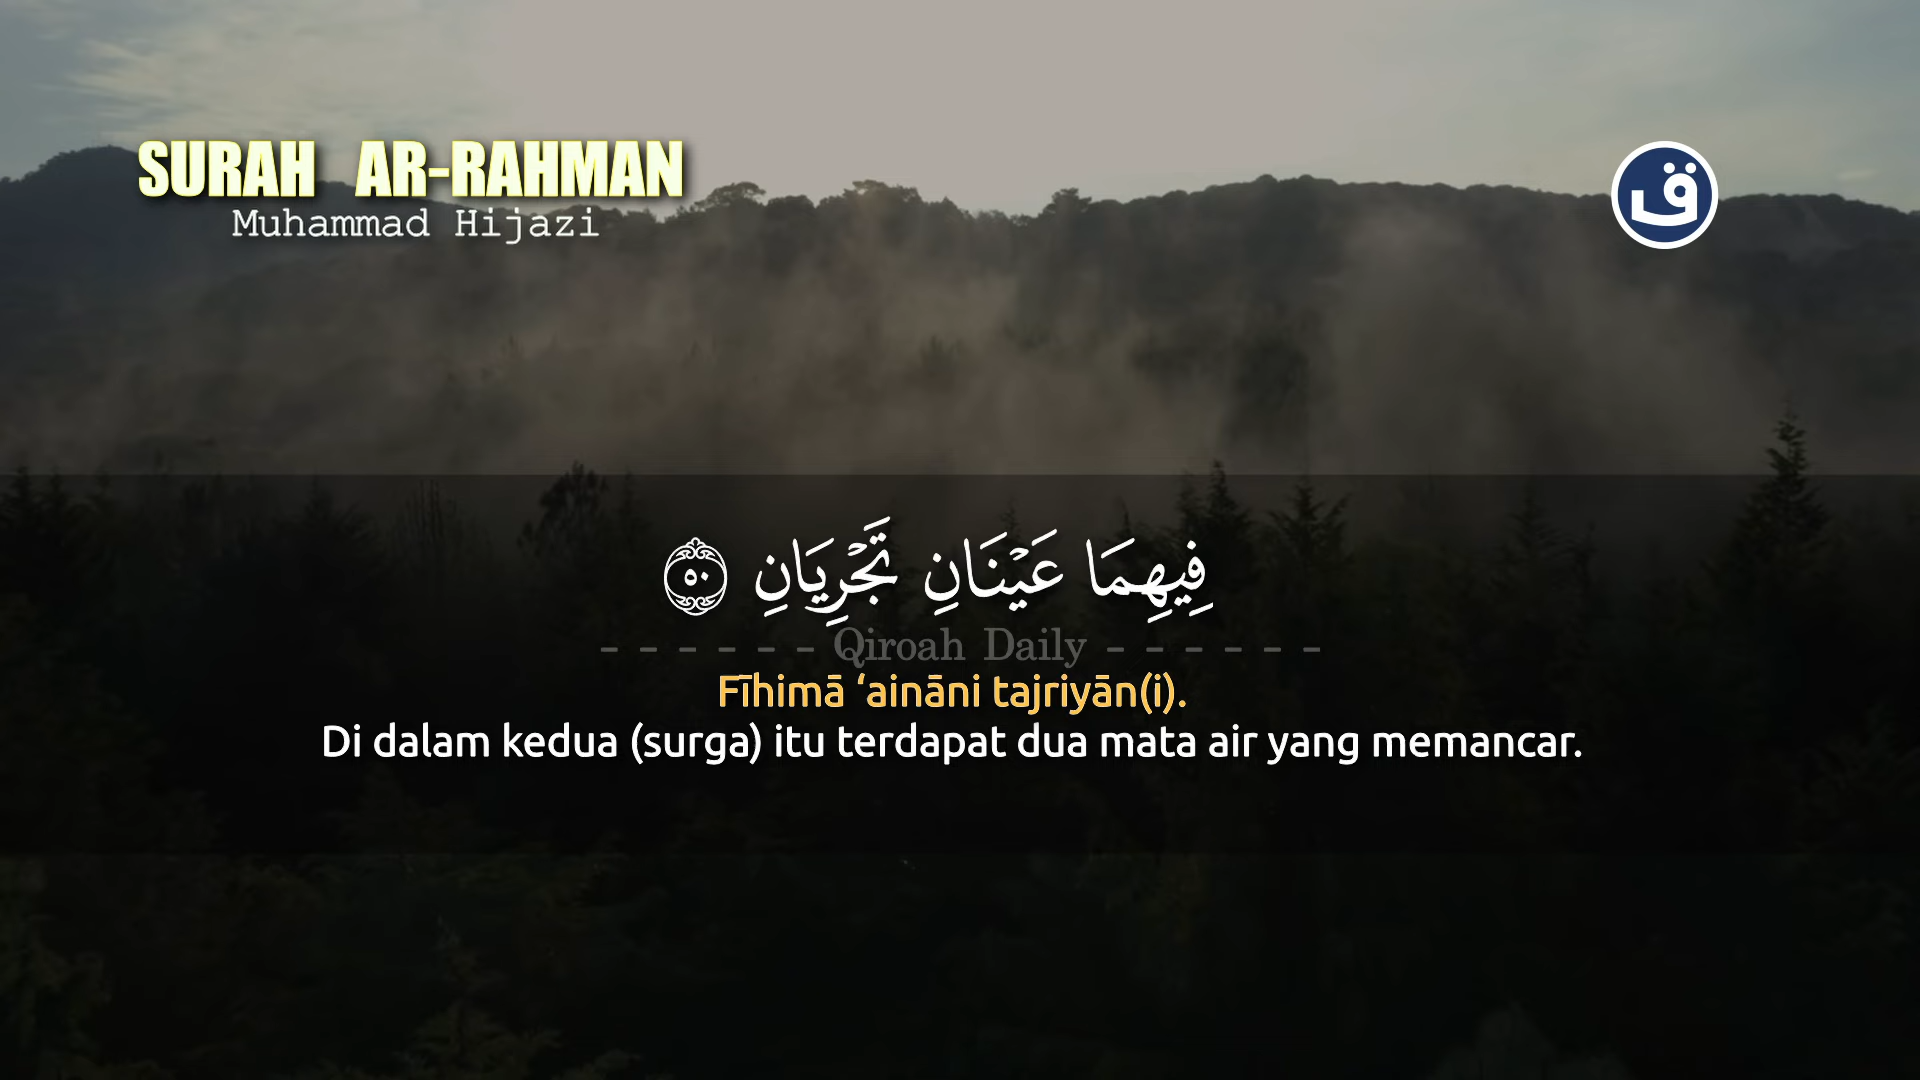 SURAH AR-RAHMAN
Muhammad Hijazi
ق
فِيهِمَا عَيْنَانِ تَجْرِيَانِ ٥٠
- - - - - - Qiroah Daily - - - - - -
Fīhimā ‘aināni tajriyān(i).
Di dalam kedua (surga) itu terdapat dua mata air yang memancar.